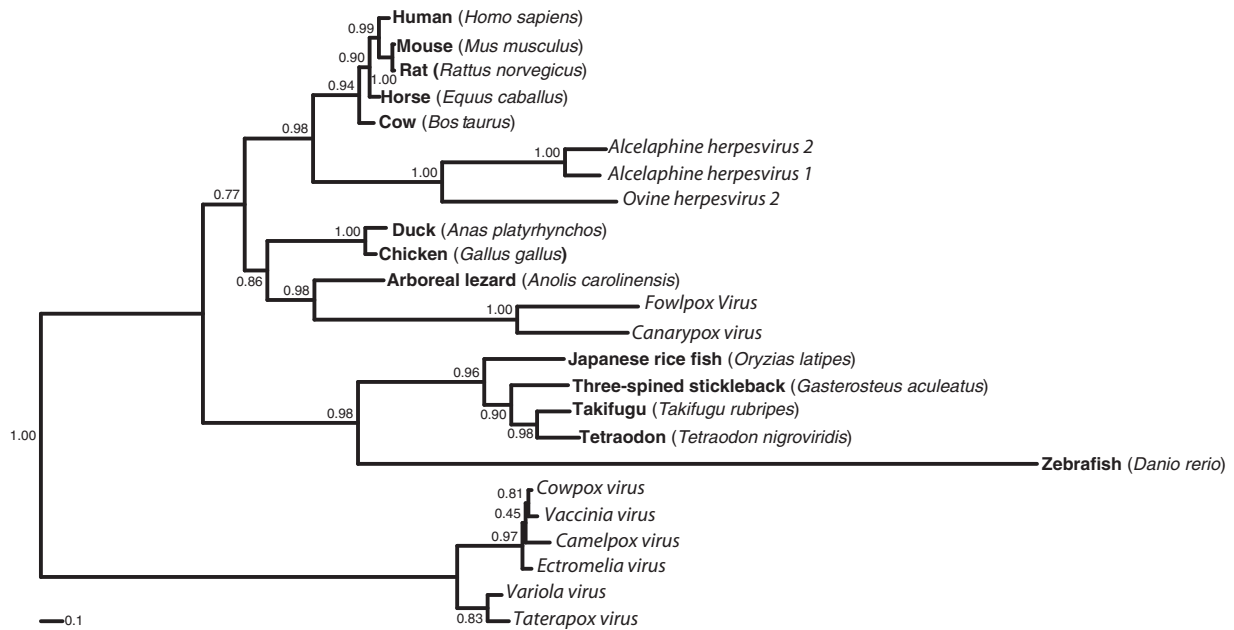 Human (Homo sapiens)
0.99
Mouse (Mus musculus)
0.90
Rat (Rattus norvegicus)
1.00
0.94
Horse (Equus caballus)
Cow (Bos taurus)
0.98
Alcelaphine herpesvirus 2
1.00
Alcelaphine herpesvirus 1
1.00
Ovine herpesvirus 2
0.77
Duck (Anas platyrhynchos)
1.00
Chicken (Gallus gallus)
0.86
Arboreal lezard (Anolis carolinensis)
0.98
Fowlpox Virus
1.00
Canarypox virus
Japanese rice fish (Oryzias latipes)
0.96
Three-spined stickleback (Gasterosteus aculeatus)
0.90
Takifugu (Takifugu rubripes)
0.98
0.98
Tetraodon (Tetraodon nigroviridis)
1.00
Zebrafish (Danio rerio)
Cowpox virus
0.81
Vaccinia virus
0.45
Camelpox virus
0.97
Ectromelia virus
Variola virus
0.83
Taterapox virus
0.1